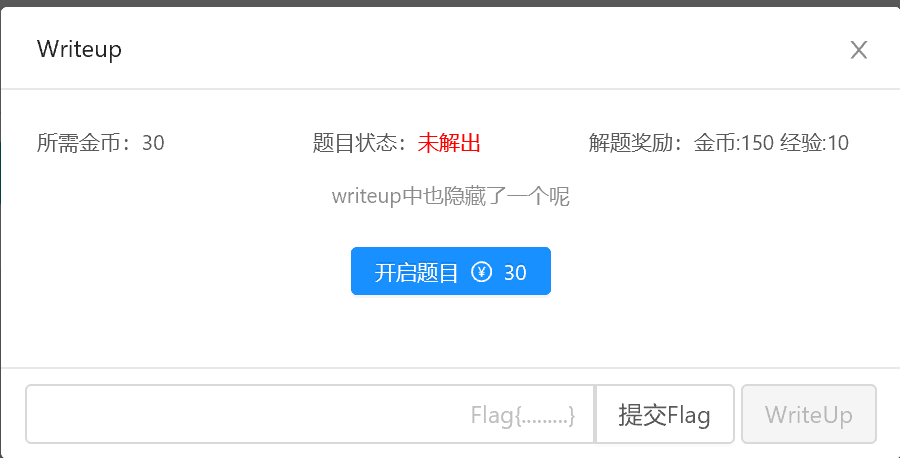 Writeup
所需金币：30 题目状态：未解出 解题奖励：金币:150 经验:10
writeup中也隐藏了一个呢
开启题目 ¥ 30
Flag{.........} 提交Flag WriteUp